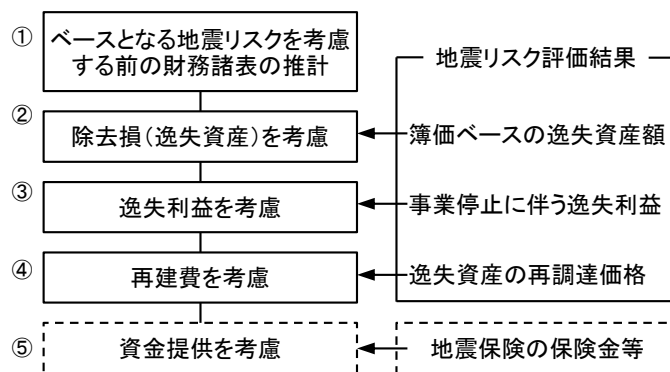 ①
ベースとなる地震リスクを考慮
する前の財務諸表の推計
地震リスク評価結果
②
除去損(逸失資産)を考慮
簿価ベースの逸失資産額
③
逸失利益を考慮
事業停止に伴う逸失利益
④
再建費を考慮
逸失資産の再調達価格
⑤
資金提供を考慮
地震保険の保険金等